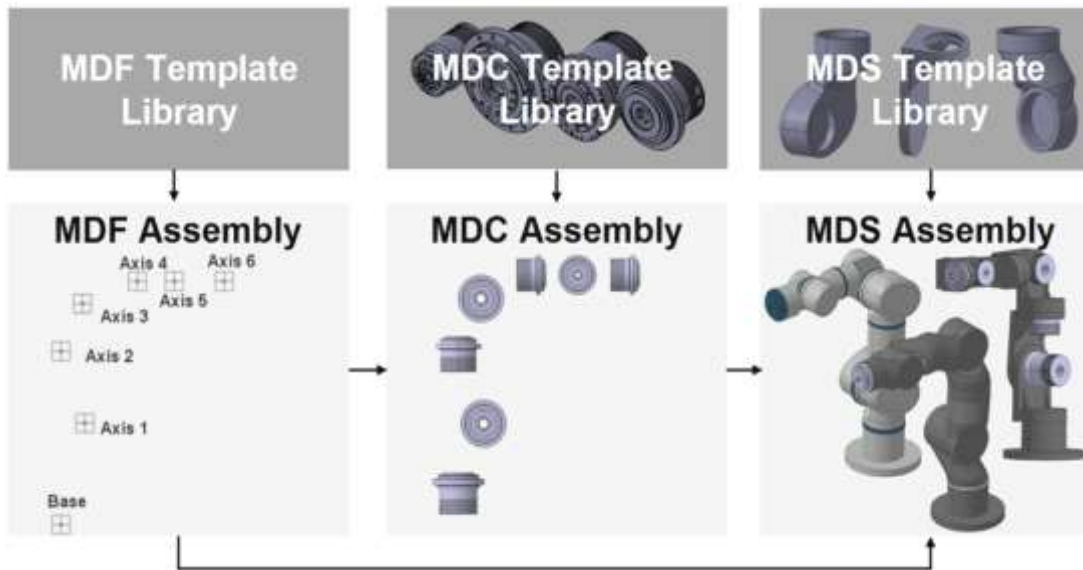 MDF Template
Library
MDC Template
Library
MDS Template
Library
MDF Assembly
Axis 4
Axis 6
Axis 5
Axis 3
Axis 2
Axis 1
Base
MDC Assembly
MDS Assembly